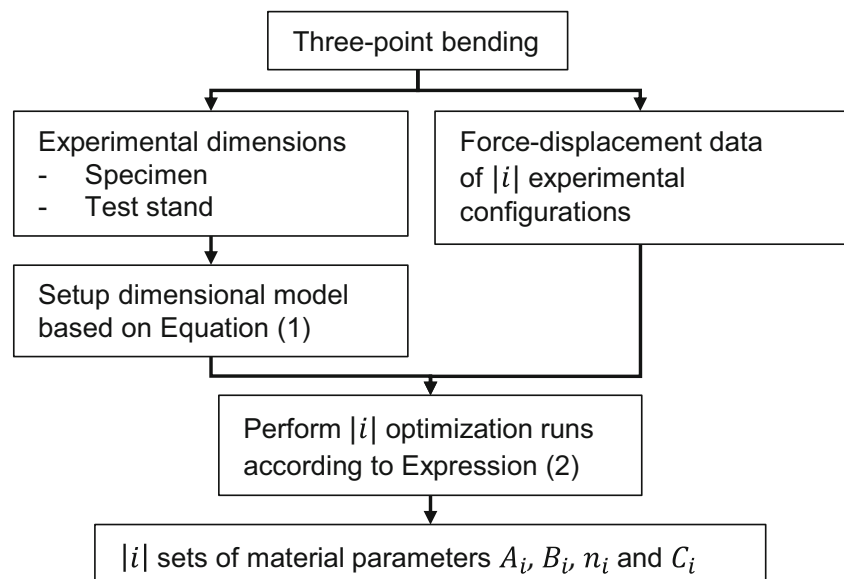 Three-point bending
Experimental dimensions
- Specimen
- Test stand
Force-displacement data
of |i| experimental
configurations
Setup dimensional model
based on Equation (1)
Perform |i| optimization runs
according to Expression (2)
|i| sets of material parameters A_i, B_i, n_i and C_i